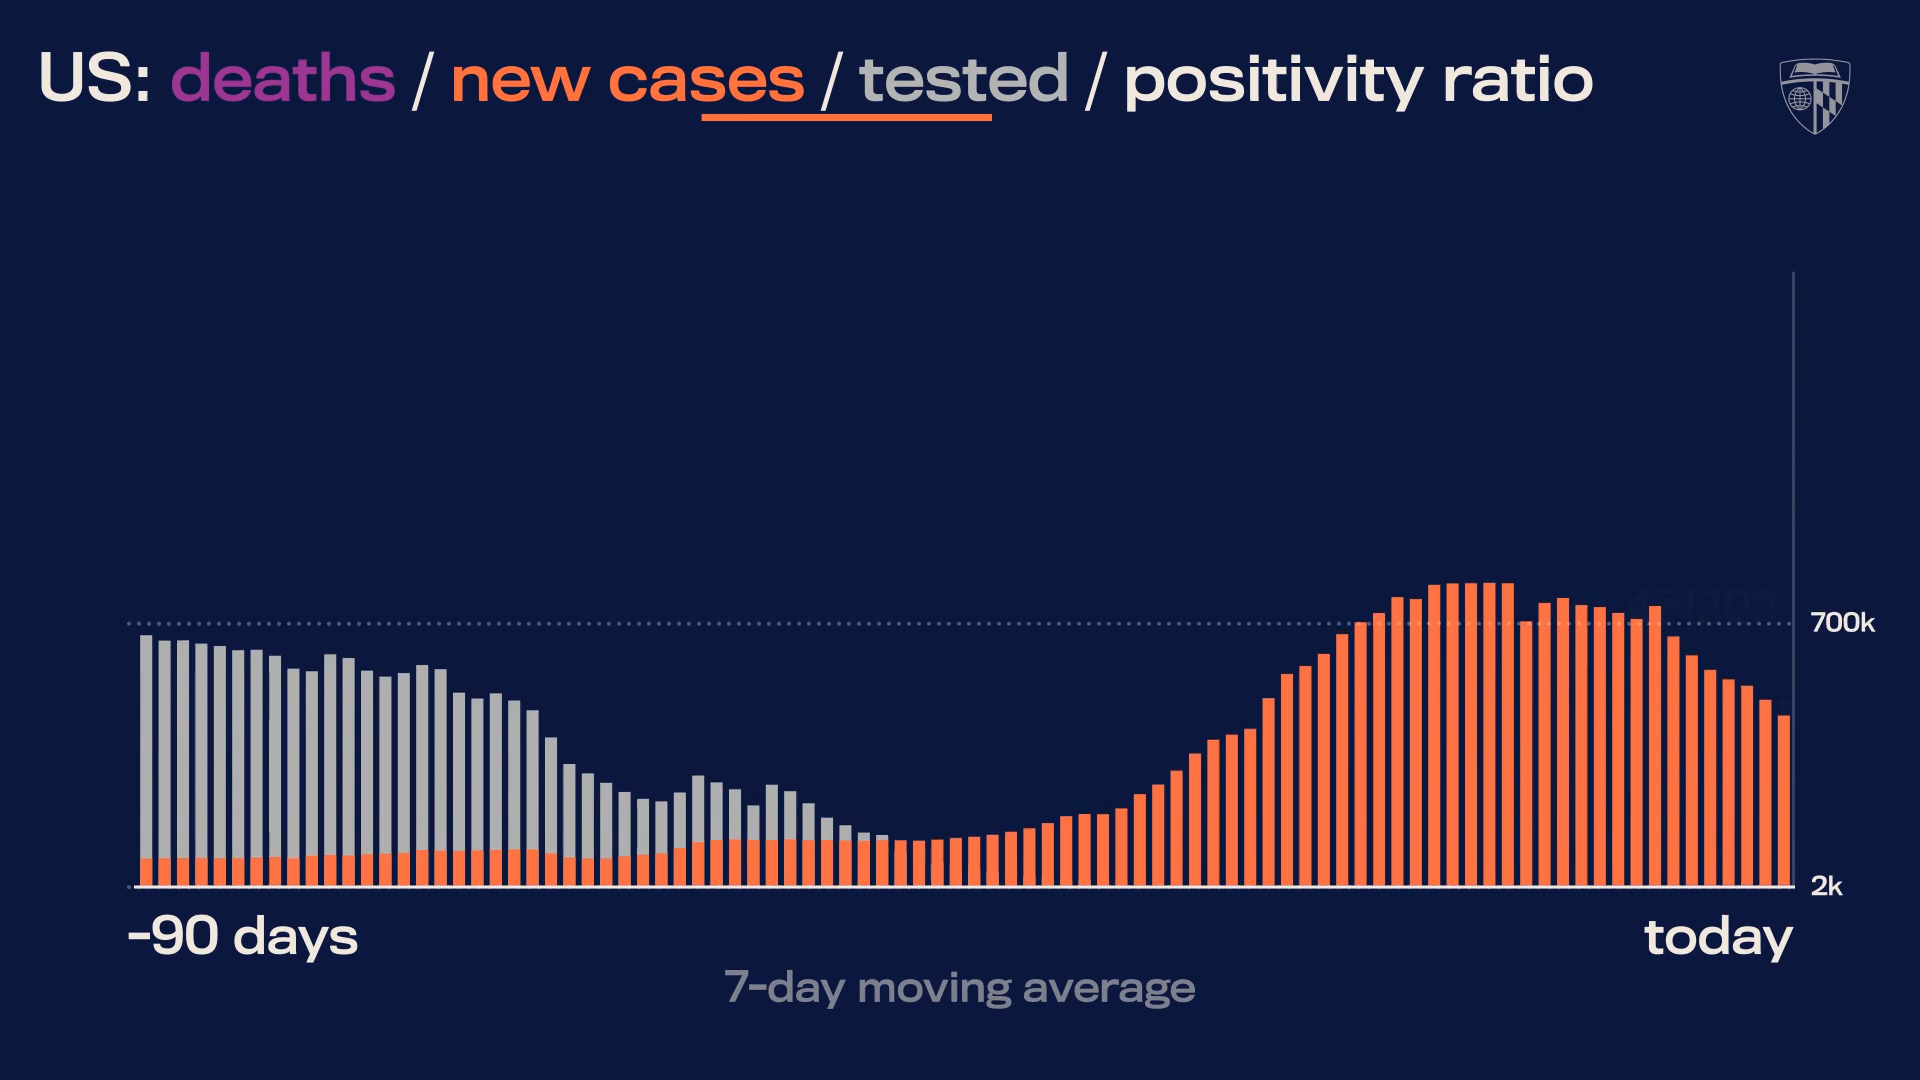 US: deaths / new cases / tested / positivity ratio
700k
2k
-90 days
today
7-day moving average